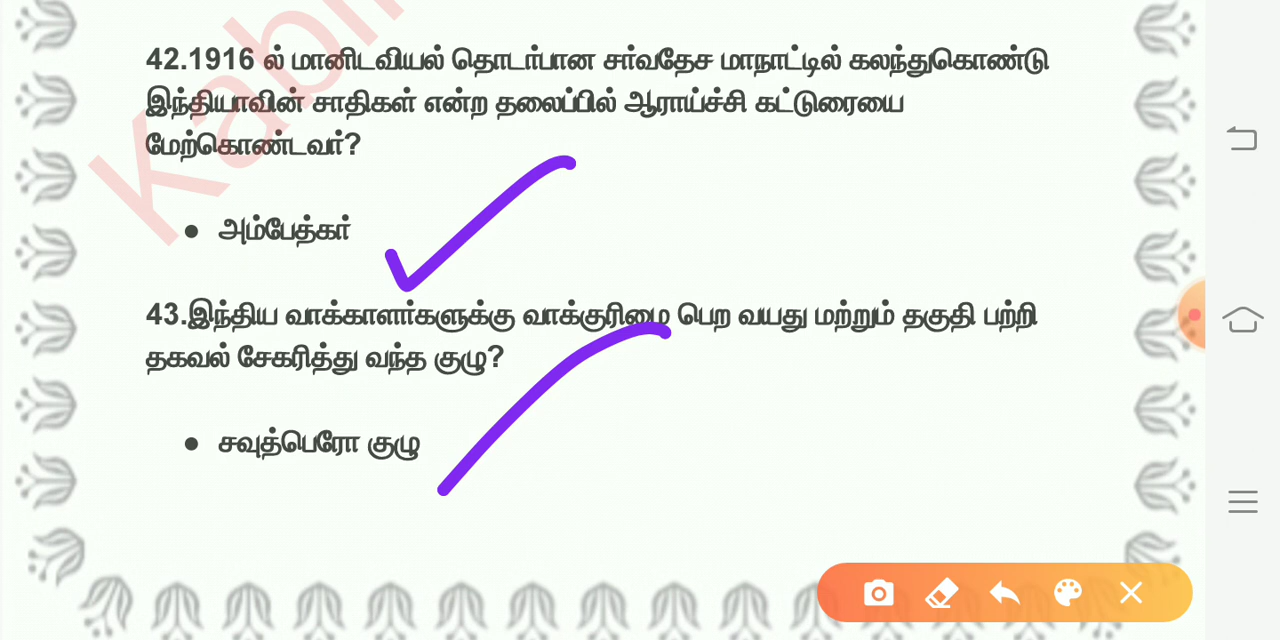 42.1916 ல் மானிடவியல் தொடர்பான சர்வதேச மாநாட்டில் கலந்துகொண்டு
இந்தியாவின் சாதிகள் என்ற தலைப்பில் ஆராய்ச்சி கட்டுரையை
மேற்கொண்டவர்?
● அம்பேத்கர்
43.இந்திய வாக்காளர்களுக்கு வாக்குரிமை பெற வயது மற்றும் தகுதி பற்றி
தகவல் சேகரித்து வந்த குழு?
● சவுத்பெரோ குழு